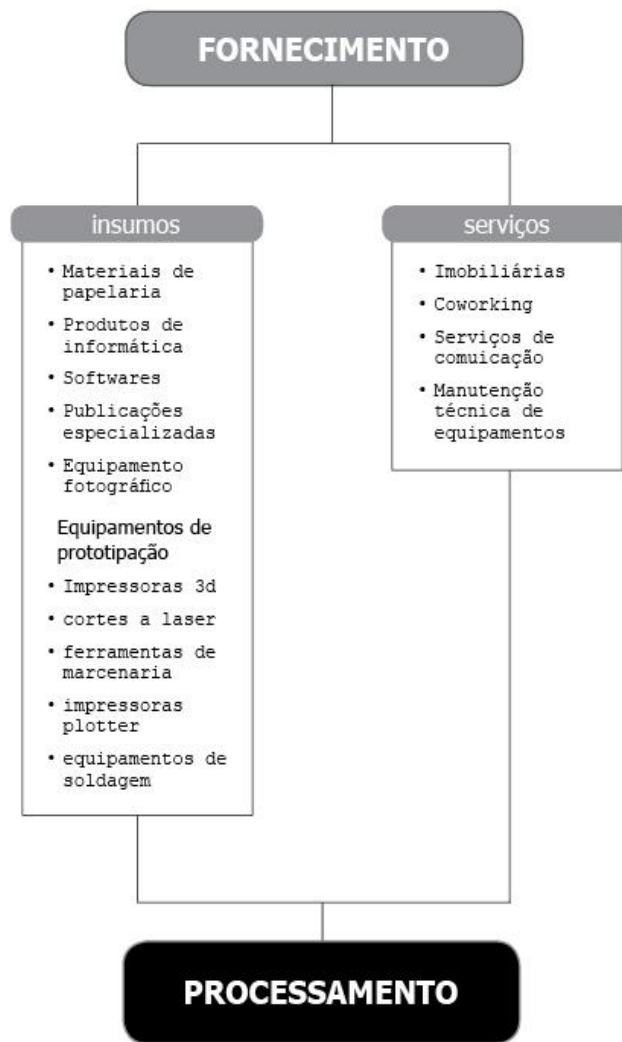 FORNECIMENTO
insumos
• Materiais de
papelaria
• Produtos de
informática
• Softwares
• Publicações
especializadas
• Equipamento
fotográfico
Equipamentos de
prototipação
• Impressoras 3d
• cortes a laser
• ferramentas de
marcenaria
• impressoras
plotter
• equipamentos de
soldagem
serviços
• Imobiliárias
• Coworking
• Serviços de
comuicação
• Manutenção
técnica de
equipamentos
PROCESSAMENTO